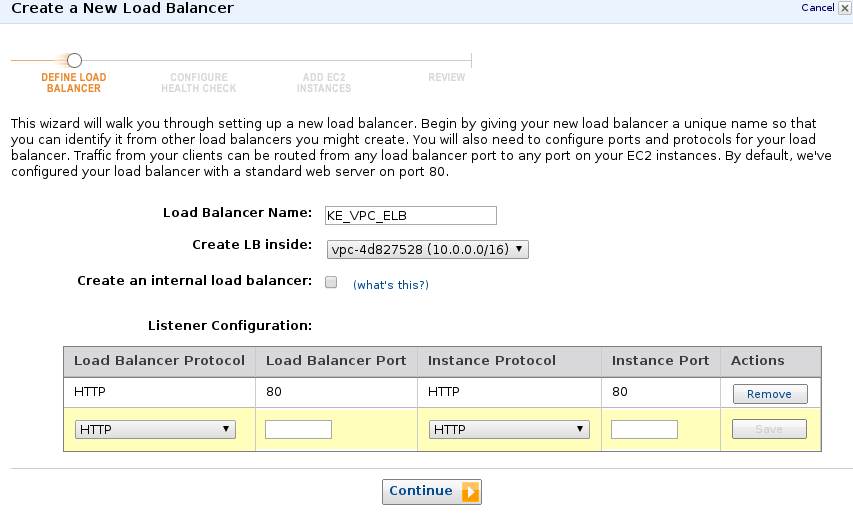 Create a New Load Balancer
Cancel
DEFINE LOAD BALANCER
CONFIGURE HEALTH CHECK
ADD EC2 INSTANCES
REVIEW
This wizard will walk you through setting up a new load balancer. Begin by giving your new load balancer a unique name so that
you can identify it from other load balancers you might create. You will also need to configure ports and protocols for your load
balancer. Traffic from your clients can be routed from any load balancer port to any port on your EC2 instances. By default, we've
configured your load balancer with a standard web server on port 80.
Load Balancer Name: KE_VPC_ELB
Create LB inside: vpc-4d827528 (10.0.0.0/16)
Create an internal load balancer: (what's this?)
Listener Configuration:
Load Balancer Protocol Load Balancer Port Instance Protocol Instance Port Actions
HTTP 80 HTTP 80 Remove
HTTP HTTP Save
Continue